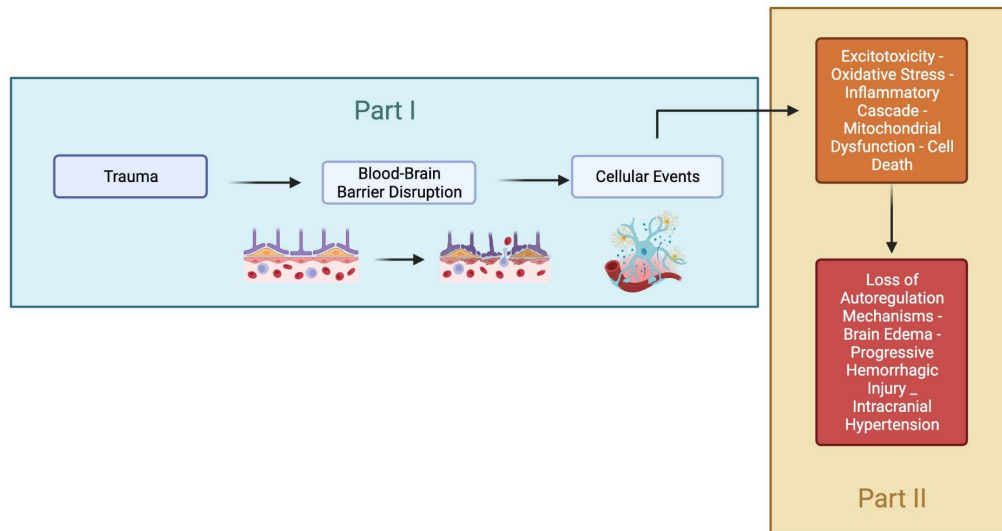 Part I
Trauma
Blood-Brain
Barrier Disruption
Cellular Events
Excitotoxicity -
Oxidative Stress -
Inflammatory
Cascade -
Mitochondrial
Dysfunction - Cell
Death
Loss of
Autoregulation
Mechanisms -
Brain Edema -
Progressive
Hemorrhagic
Injury _
Intracranial
Hypertension
Part II